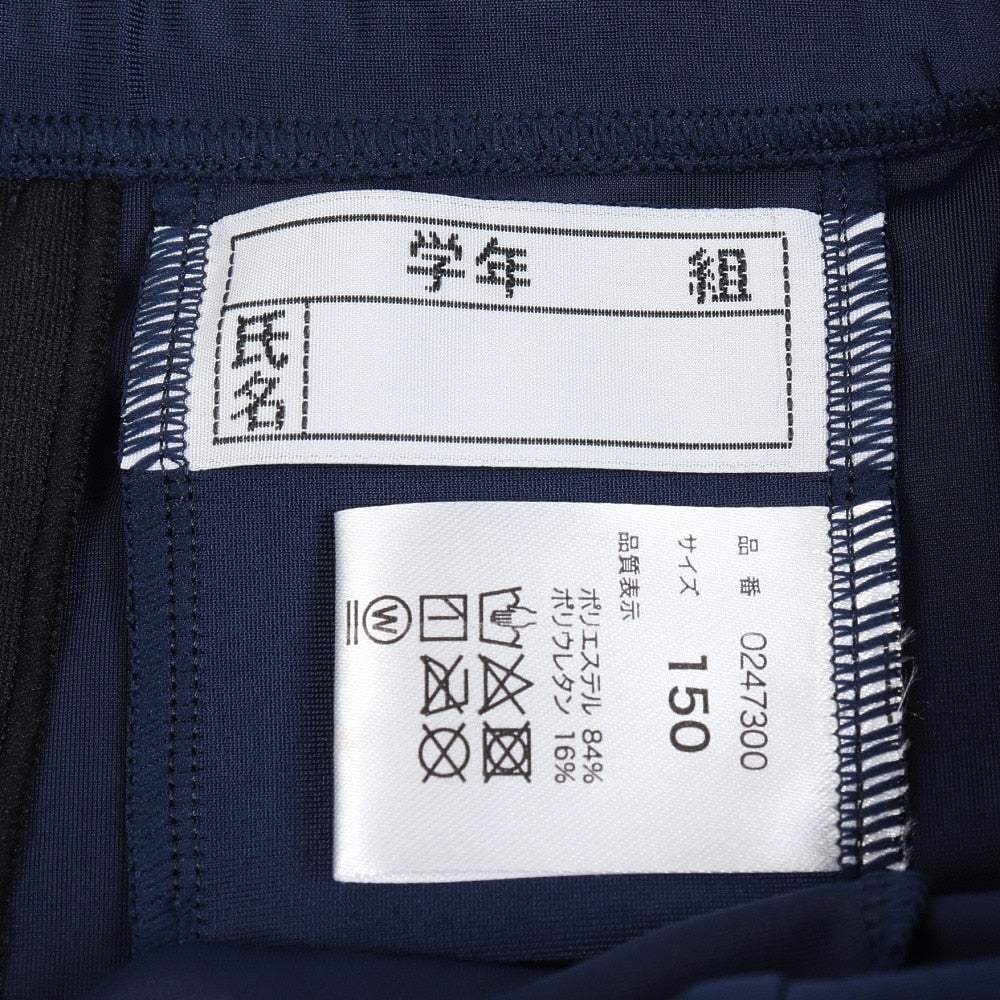 学年 組
氏名
品番 0247300
サイズ 150
品質表示
ポリエステル 84%
ポリウレタン 16%
W